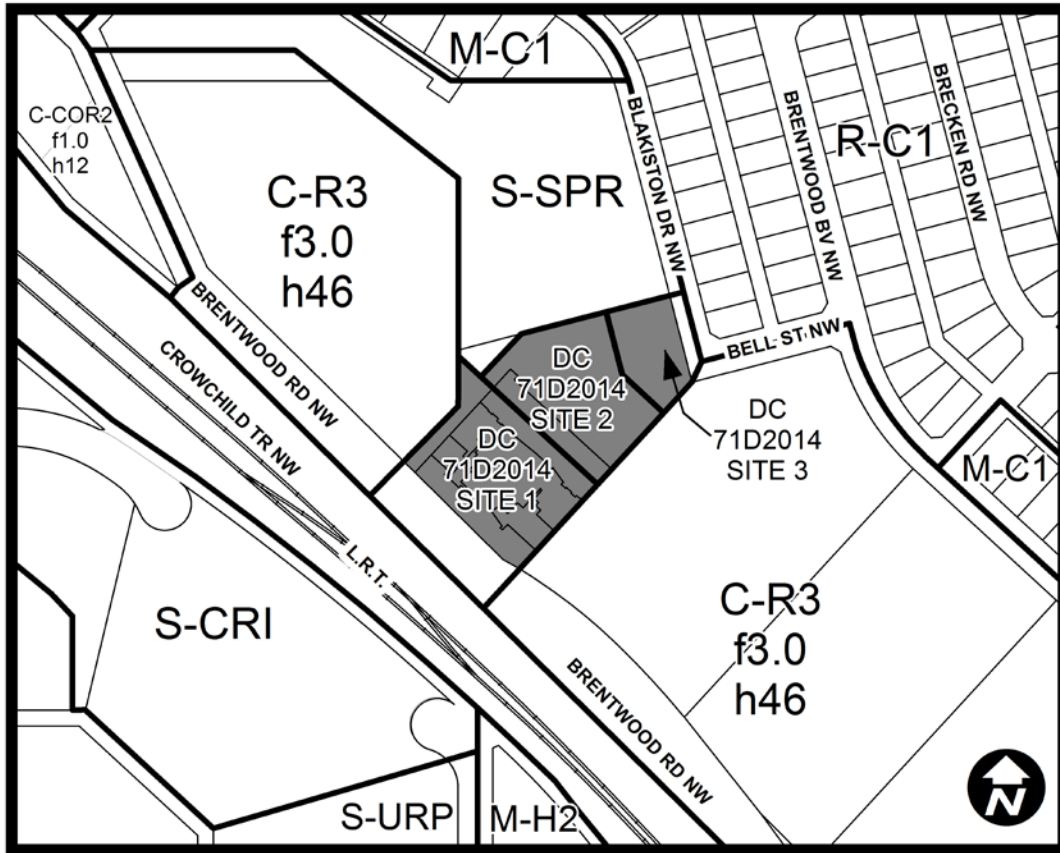 M-C1
C-COR2
f1.0
h12
C-R3
f3.0
h46
S-SPR
BLAKISTON DR NW
BRENTWOOD BV NW
R-C1
BRECKEN RD NW
BRENTWOOD RD NW
CROWCHILD TR NW
BELL ST NW
DC
71D2014
SITE 2
DC
71D2014
SITE 1
DC
71D2014
SITE 3
M-C1
L.R.T.
S-CRI
C-R3
f3.0
h46
BRENTWOOD RD NW
S-URP
M-H2
N